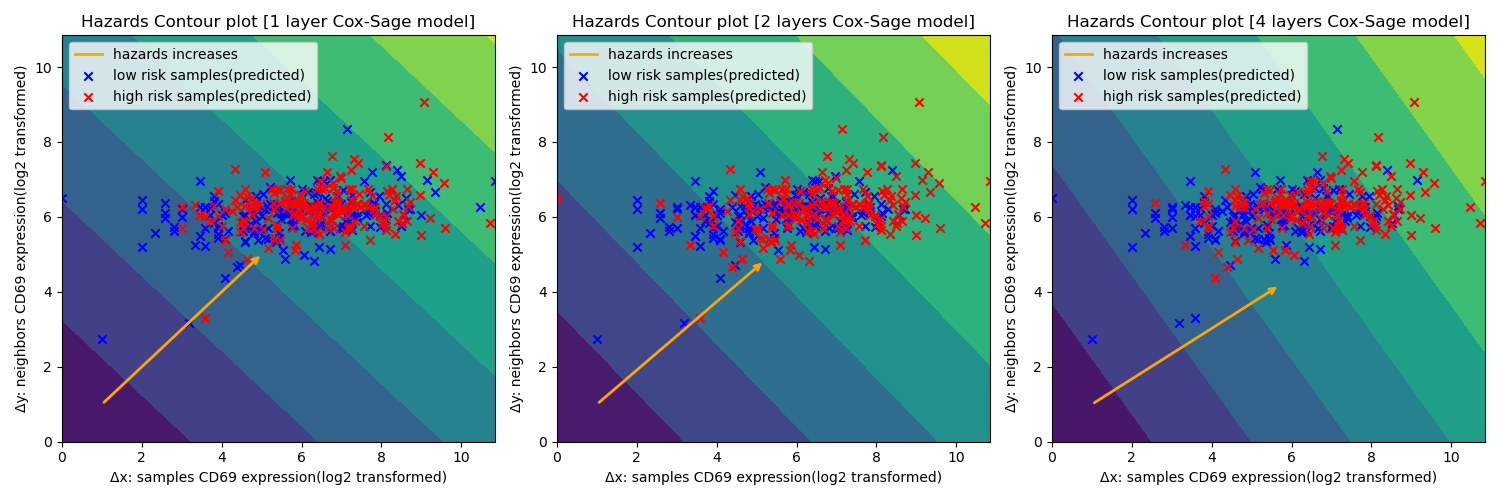 Hazards Contour plot [1 layer Cox-Sage model]
hazards increases
low risk samples(predicted)
high risk samples(predicted)
Δy: neighbors CD69 expression(log2 transformed)
10
8
6
4
2
0
0 2 4 6 8 10
Δx: samples CD69 expression(log2 transformed)
Hazards Contour plot [2 layers Cox-Sage model]
hazards increases
low risk samples(predicted)
high risk samples(predicted)
Δy: neighbors CD69 expression(log2 transformed)
10
8
6
4
2
0
0 2 4 6 8 10
Δx: samples CD69 expression(log2 transformed)
Hazards Contour plot [4 layers Cox-Sage model]
hazards increases
low risk samples(predicted)
high risk samples(predicted)
Δy: neighbors CD69 expression(log2 transformed)
10
8
6
4
2
0
0 2 4 6 8 10
Δx: samples CD69 expression(log2 transformed)